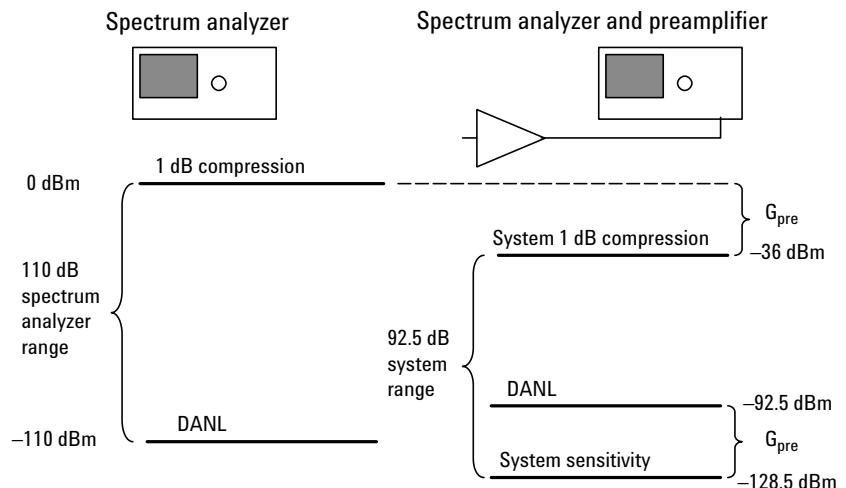 Spectrum analyzer
Spectrum analyzer and preamplifier
1 dB compression
0 dBm
G_pre
System 1 dB compression
–36 dBm
110 dB
spectrum
analyzer
range
92.5 dB
system
range
DANL
–92.5 dBm
DANL
–110 dBm
G_pre
System sensitivity
–128.5 dBm